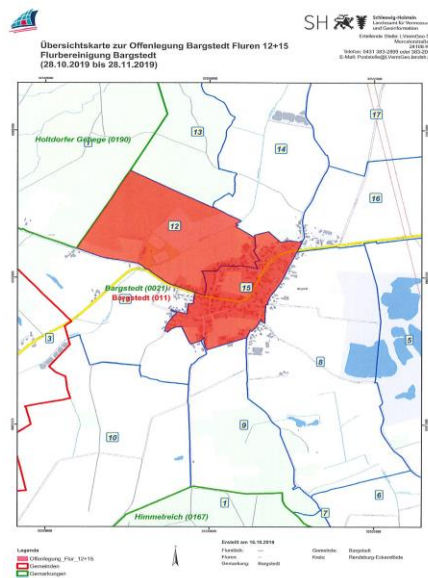 SH
Schleswig-Holstein
Landesamt für Vermessung
und Geoinformation
Übersichtskarte zur Offenlegung Bargstedt Fluren 12+15
Flurbereinigung Bargstedt
(28.10.2019 bis 28.11.2019)
17
13
Holtdorfer Gehege (0190)
1
14
16
12
Bargstedt (0021)
Bargstedt (011)
15
3
8
5
10
9
1
6
7
Himmelreich (0167)
Legende
Offenlegung_Flur_12+15
Gemeinden
Gemarkungen
Erstellt am 16.10.2019
Flurstück:
Fluren
Gemarkung: Bargstedt
Gemeinde: Bargstedt
Kreis: Rendsburg-Eckernförde